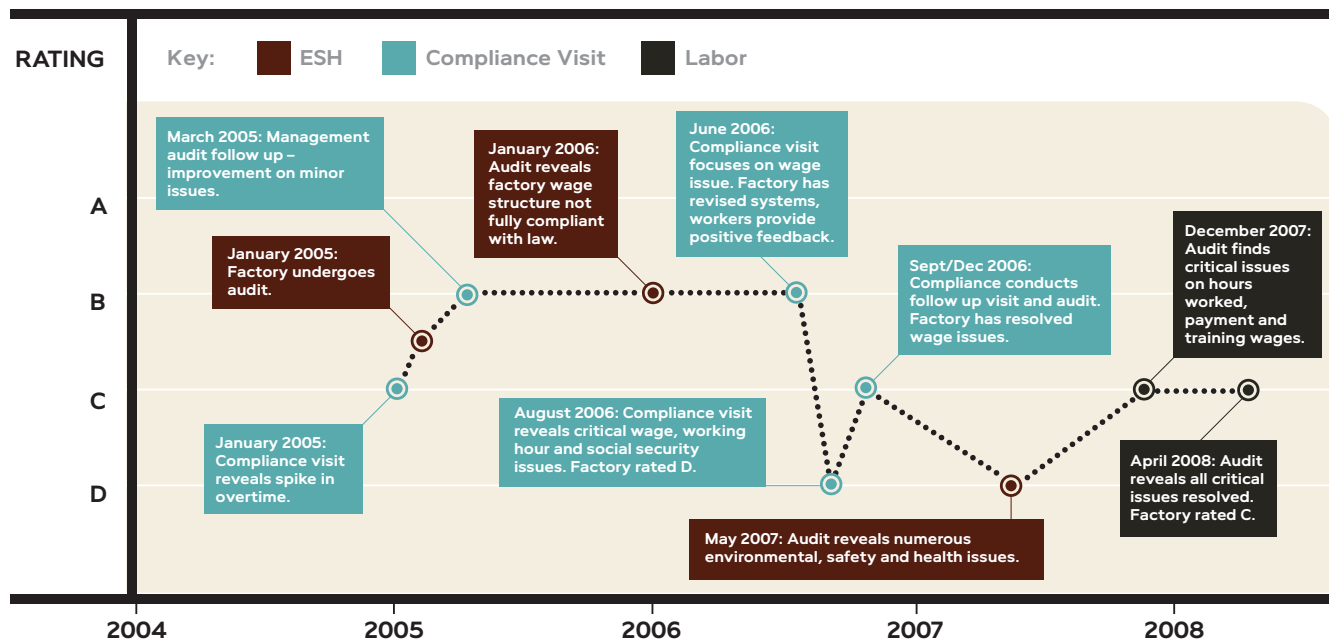 RATING
Key:
ESH
Compliance Visit
Labor
March 2005: Management
audit follow up –
improvement on minor
issues.
January 2006:
Audit reveals
factory wage
structure not
fully compliant
with law.
June 2006:
Compliance visit
focuses on wage
issue. Factory has
revised systems,
workers provide
positive feedback.
A
January 2005:
Factory undergoes
audit.
Sept/Dec 2006:
Compliance conducts
follow up visit and audit.
Factory has resolved
wage issues.
December 2007:
Audit finds
critical issues
on hours
worked,
payment and
training wages.
B
C
January 2005:
Compliance visit
reveals spike in
overtime.
August 2006: Compliance visit
reveals critical wage, working
hour and social security
issues. Factory rated D.
April 2008: Audit
reveals all critical
issues resolved.
Factory rated C.
D
May 2007: Audit reveals numerous
environmental, safety and health issues.
2004
2005
2006
2007
2008